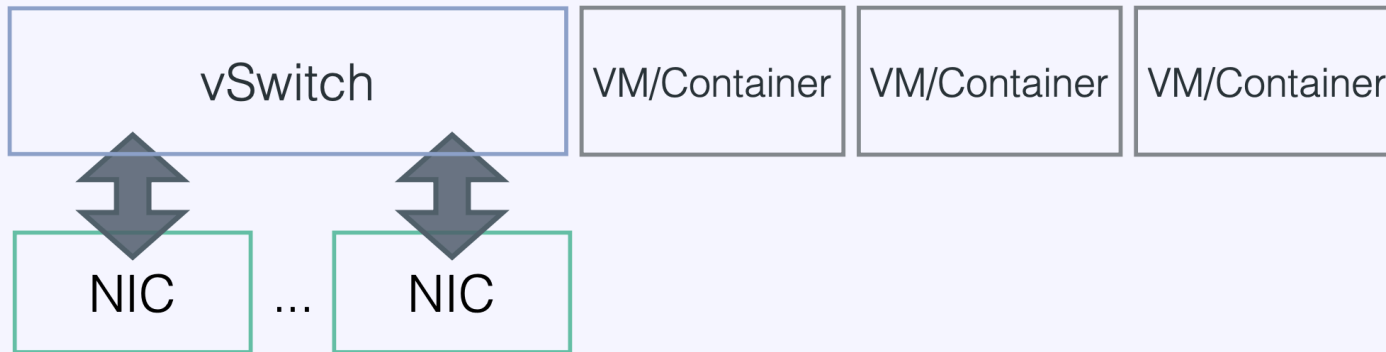 vSwitch
VM/Container
VM/Container
VM/Container
NIC
...
NIC